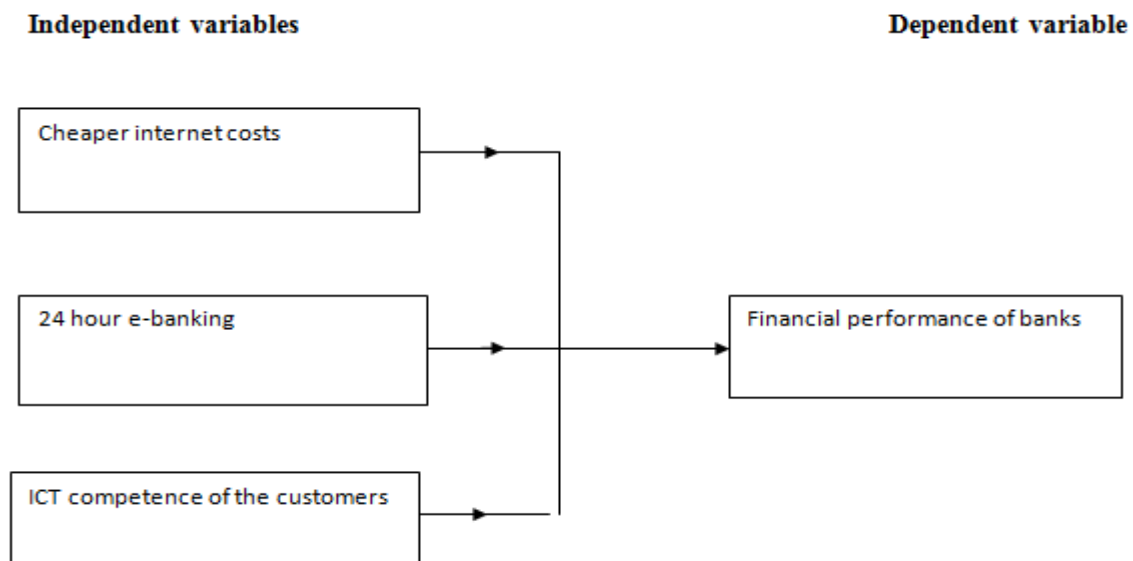 Independent variables
Dependent variable
Cheaper internet costs
24 hour e-banking
Financial performance of banks
ICT competence of the customers